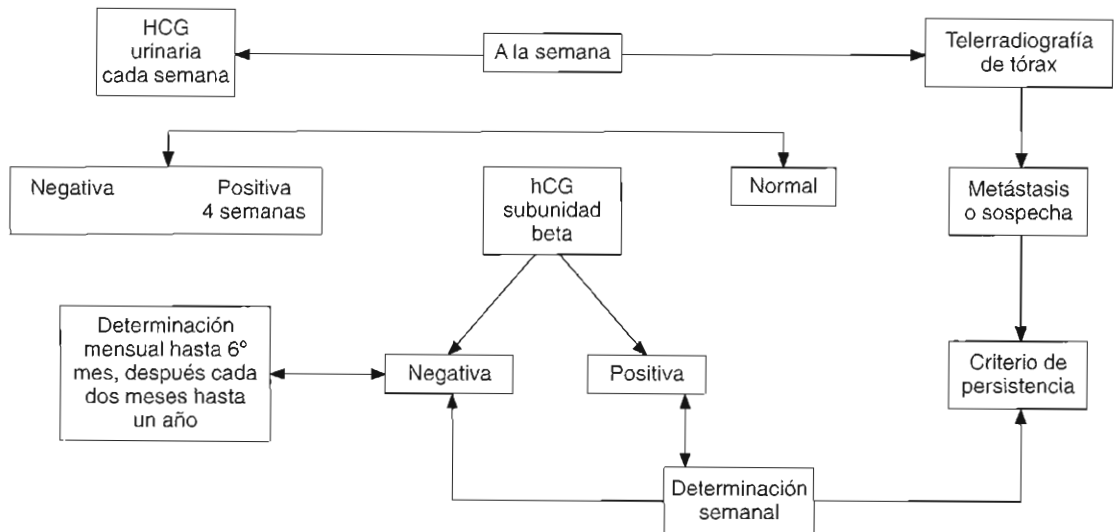 HCG
urinaria
cada semana
A la semana
Telerradiografía
de tórax
Negativa Positiva
4 semanas
hCG
subunidad
beta
Normal
Metástasis
o sospecha
Determinación
mensual hasta 6º
mes, después cada
dos meses hasta
un año
Negativa
Positiva
Criterio de
persistencia
Determinación
semanal